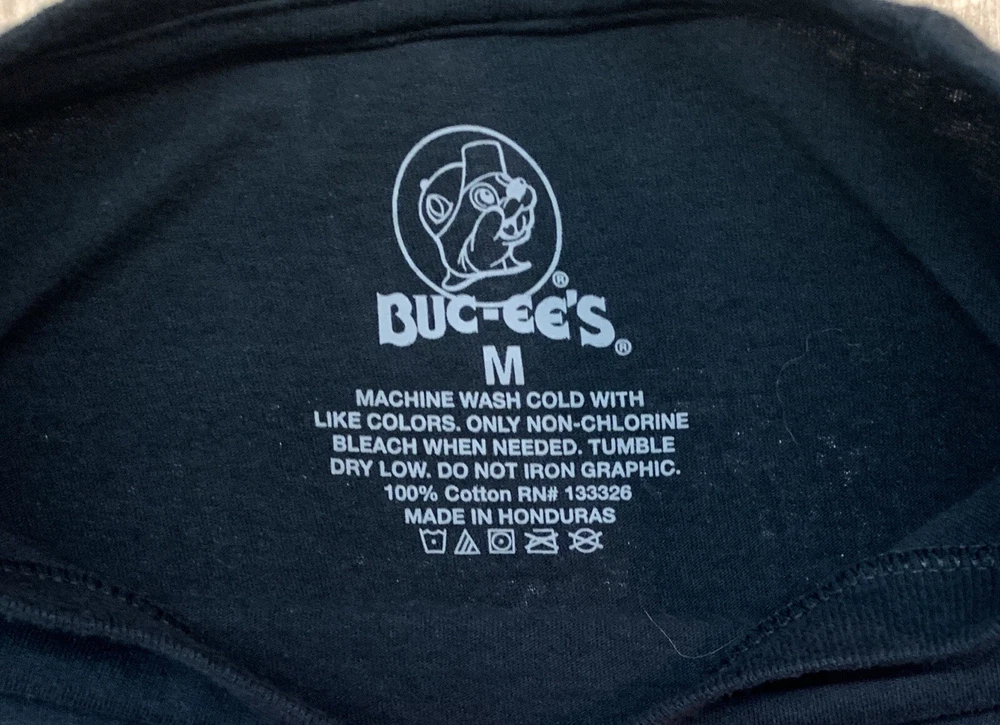 ®
BUC-EE'S®
M
MACHINE WASH COLD WITH
LIKE COLORS. ONLY NON-CHLORINE
BLEACH WHEN NEEDED. TUMBLE
DRY LOW. DO NOT IRON GRAPHIC.
100% Cotton RN# 133326
MADE IN HONDURAS